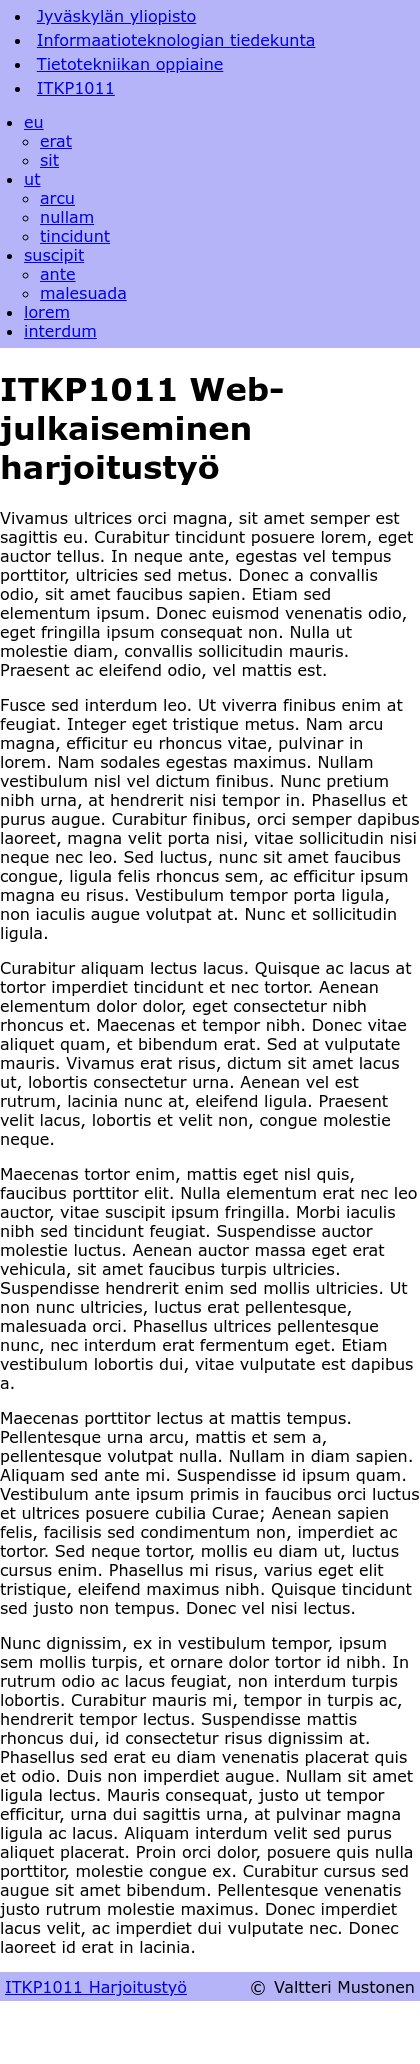 Jyväskylän yliopisto
Informaatioteknologian tiedekunta
Tietotekniikan oppiaine
ITKP1011
eu
erat
sit
ut
arcu
nullam
tincidunt
suscipit
ante
malesuada
lorem
interdum
ITKP1011 Web-
julkaiseminen
harjoitustyö
Vivamus ultrices orci magna, sit amet semper est
sagittis eu. Curabitur tincidunt posuere lorem, eget
auctor tellus. In neque ante, egestas vel tempus
porttitor, ultricies sed metus. Donec a convallis
odio, sit amet faucibus sapien. Etiam sed
elementum ipsum. Donec euismod venenatis odio,
eget fringilla ipsum consequat non. Nulla ut
molestie diam, convallis sollicitudin mauris.
Praesent ac eleifend odio, vel mattis est.
Fusce sed interdum leo. Ut viverra finibus enim at
feugiat. Integer eget tristique metus. Nam arcu
magna, efficitur eu rhoncus vitae, pulvinar in
lorem. Nam sodales egestas maximus. Nullam
vestibulum nisl vel dictum finibus. Nunc pretium
nibh urna, at hendrerit nisi tempor in. Phasellus et
purus augue. Curabitur finibus, orci semper dapibus
laoreet, magna velit porta nisi, vitae sollicitudin nisi
neque nec leo. Sed luctus, nunc sit amet faucibus
congue, ligula felis rhoncus sem, ac efficitur ipsum
magna eu risus. Vestibulum tempor porta ligula,
non iaculis augue volutpat at. Nunc et sollicitudin
ligula.
Curabitur aliquam lectus lacus. Quisque ac lacus at
tortor imperdiet tincidunt et nec tortor. Aenean
elementum dolor dolor, eget consectetur nibh
rhoncus et. Maecenas et tempor nibh. Donec vitae
aliquet quam, et bibendum erat. Sed at vulputate
mauris. Vivamus erat risus, dictum sit amet lacus
ut, lobortis consectetur urna. Aenean vel est
rutrum, lacinia nunc at, eleifend ligula. Praesent
velit lacus, lobortis et velit non, congue molestie
neque.
Maecenas tortor enim, mattis eget nisl quis,
faucibus porttitor elit. Nulla elementum erat nec leo
auctor, vitae suscipit ipsum fringilla. Morbi iaculis
nibh sed tincidunt feugiat. Suspendisse auctor
molestie luctus. Aenean auctor massa eget erat
vehicula, sit amet faucibus turpis ultricies.
Suspendisse hendrerit enim sed mollis ultricies. Ut
non nunc ultricies, luctus erat pellentesque,
malesuada orci. Phasellus ultrices pellentesque
nunc, nec interdum erat fermentum eget. Etiam
vestibulum lobortis dui, vitae vulputate est dapibus
a.
Maecenas porttitor lectus at mattis tempus.
Pellentesque urna arcu, mattis et sem a,
pellentesque volutpat nulla. Nullam in diam sapien.
Aliquam sed ante mi. Suspendisse id ipsum quam.
Vestibulum ante ipsum primis in faucibus orci luctus
et ultrices posuere cubilia Curae; Aenean sapien
felis, facilisis sed condimentum non, imperdiet ac
tortor. Sed neque tortor, mollis eu diam ut, luctus
cursus enim. Phasellus mi risus, varius eget elit
tristique, eleifend maximus nibh. Quisque tincidunt
sed justo non tempus. Donec vel nisi lectus.
Nunc dignissim, ex in vestibulum tempor, ipsum
sem mollis turpis, et ornare dolor tortor id nibh. In
rutrum odio ac lacus feugiat, non interdum turpis
lobortis. Curabitur mauris mi, tempor in turpis ac,
hendrerit tempor lectus. Suspendisse mattis
rhoncus dui, id consectetur risus dignissim at.
Phasellus sed erat eu diam venenatis placerat quis
et odio. Duis non imperdiet augue. Nullam sit amet
ligula lectus. Mauris consequat, justo ut tempor
efficitur, urna dui sagittis urna, at pulvinar magna
ligula ac lacus. Aliquam interdum velit sed purus
aliquet placerat. Proin orci dolor, posuere quis nulla
porttitor, molestie congue ex. Curabitur cursus sed
augue sit amet bibendum. Pellentesque venenatis
justo rutrum molestie maximus. Donec imperdiet
lacus velit, ac imperdiet dui vulputate nec. Donec
laoreet id erat in lacinia.
ITKP1011 Harjoitustyö © Valtteri Mustonen